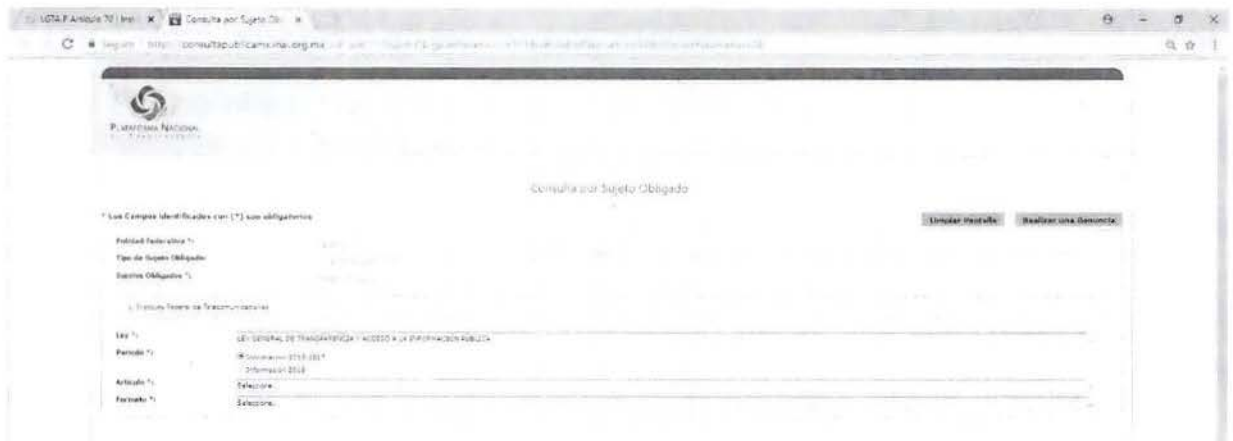 LGTA.P Artículo 70 | Ins
Consulta por Sujeto Ob
consultapublicamx.inai.org.mx
PLATAFORMA NACIONAL
Consulta por Sujeto Obligado
* Los Campos identificados con (*) son obligatorios
Limpiar Pantalla
Realizar una Denuncia
Entidad Federativa *:
Tipo de Sujeto Obligado:
Sujetos Obligados *:
1. Instituto Federal de Telecomunicaciones
Ley *:
LEY GENERAL DE TRANSPARENCIA Y ACCESO A LA INFORMACION PUBLICA
Periodo *:
Información 2015-2017
Información 2018
Artículo *:
Seleccione...
Formato *:
Seleccione...